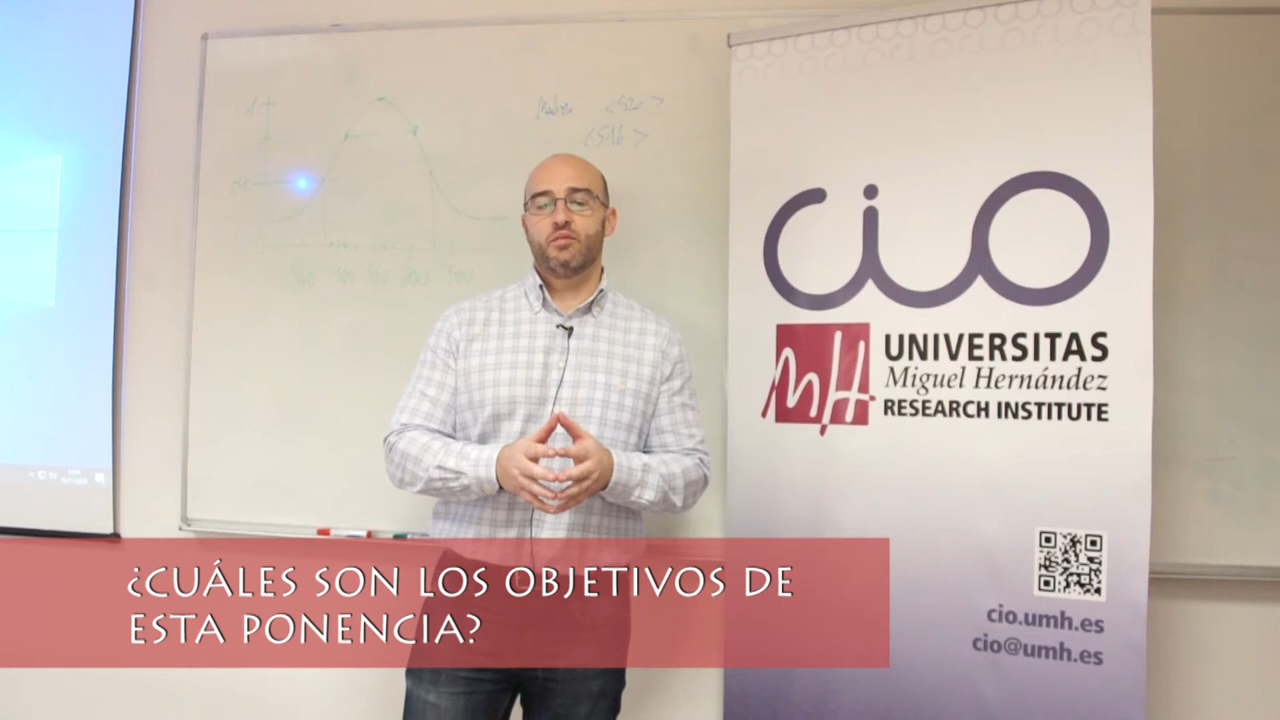 cio
UNIVERSITAS
Miguel Hernández
RESEARCH INSTITUTE
cio.umh.es
cio@umh.es
¿CUÁLES SON LOS OBJETIVOS DE
ESTA PONENCIA?